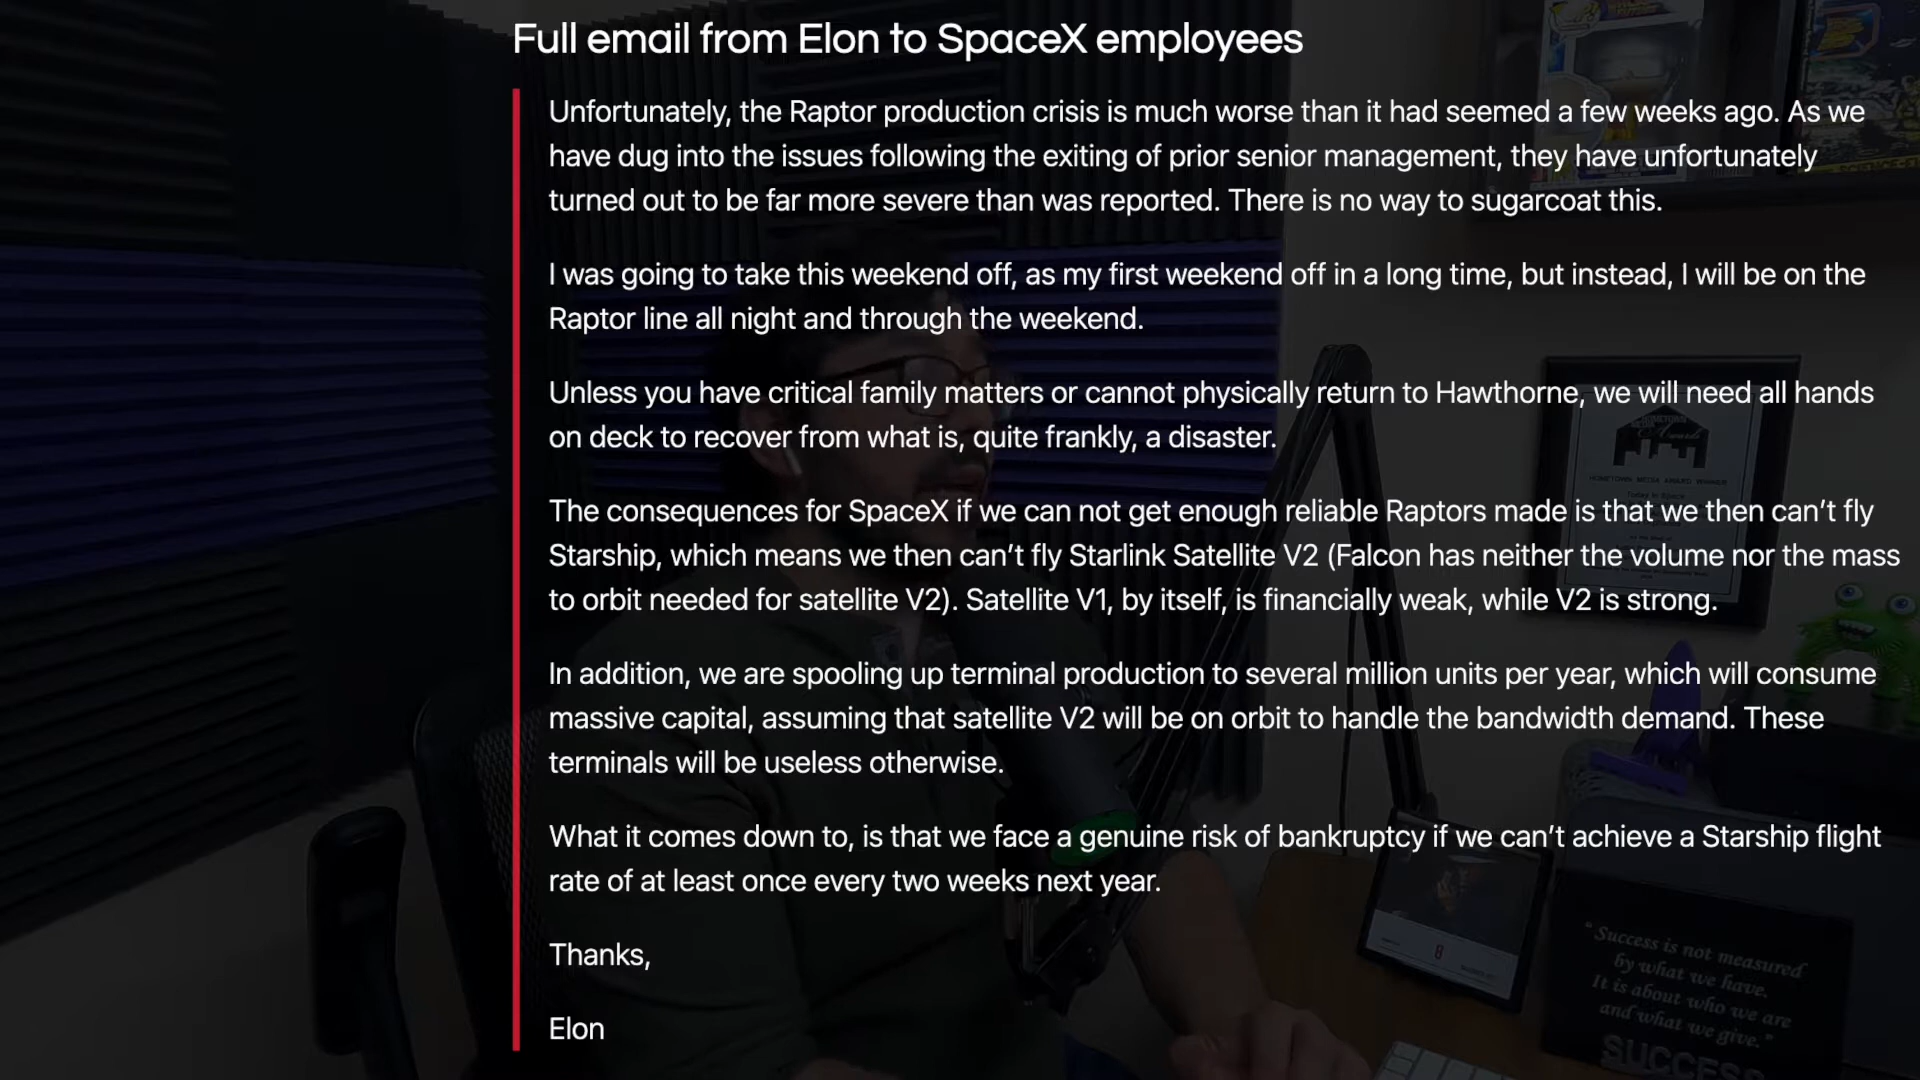 Full email from Elon to SpaceX employees
Unfortunately, the Raptor production crisis is much worse than it had seemed a few weeks ago. As we
have dug into the issues following the exiting of prior senior management, they have unfortunately
turned out to be far more severe than was reported. There is no way to sugarcoat this.
I was going to take this weekend off, as my first weekend off in a long time, but instead, I will be on the
Raptor line all night and through the weekend.
Unless you have critical family matters or cannot physically return to Hawthorne, we will need all hands
on deck to recover from what is, quite frankly, a disaster.
The consequences for SpaceX if we can not get enough reliable Raptors made is that we then can’t fly
Starship, which means we then can’t fly Starlink Satellite V2 (Falcon has neither the volume nor the mass
to orbit needed for satellite V2). Satellite V1, by itself, is financially weak, while V2 is strong.
In addition, we are spooling up terminal production to several million units per year, which will consume
massive capital, assuming that satellite V2 will be on orbit to handle the bandwidth demand. These
terminals will be useless otherwise.
What it comes down to, is that we face a genuine risk of bankruptcy if we can’t achieve a Starship flight
rate of at least once every two weeks next year.
Thanks,
Elon
“Success is not measured
by what we have.
It is about who we are
and what we give.”
SUCCESS